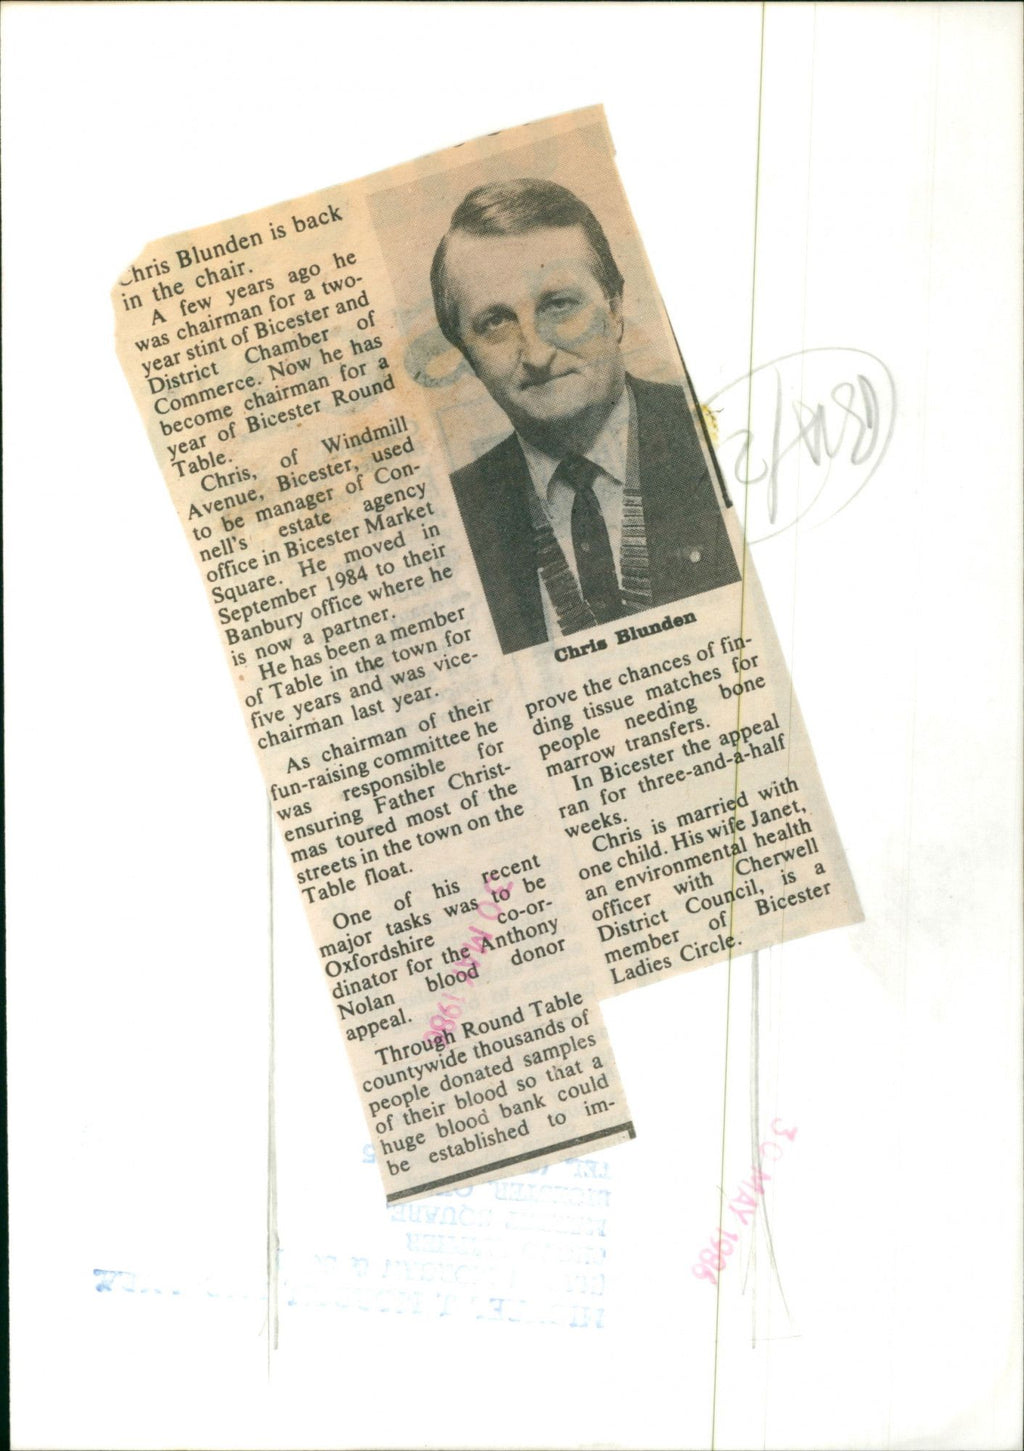 Chris Blunden is back
in the chair.
A few years ago he
was chairman for a two-
year stint of Bicester and
District Chamber of
Commerce. Now he has
become chairman for a
year of Bicester Round
Table.
Chris, of Windmill
Avenue, Bicester, used
to be manager of Con-
nell's estate agency
office in Bicester Market
Square. He moved in
September 1984 to their
Banbury office where he
is now a partner.
He has been a member
of Table in the town for
five years and was vice-
chairman last year.
As chairman of their
fun-raising committee he
was responsible for
ensuring Father Christ-
mas toured most of the
streets in the town on the
Table float.
One of his recent
major tasks was to be
Oxfordshire co-or-
dinator for the Anthony
Nolan blood donor
appeal.
Through Round Table
countywide thousands of
people donated samples
of their blood so that a
huge blood bank could
be established to im-
Chris Blunden
prove the chances of fin-
ding tissue matches for
people needing bone
marrow transfers.
In Bicester the appeal
ran for three-and-a-half
weeks.
Chris is married with
one child. His wife Janet,
an environmental health
officer with Cherwell
District Council, is a
member of Bicester
Ladies Circle.
30 MAY 1986
30 MAY 1986